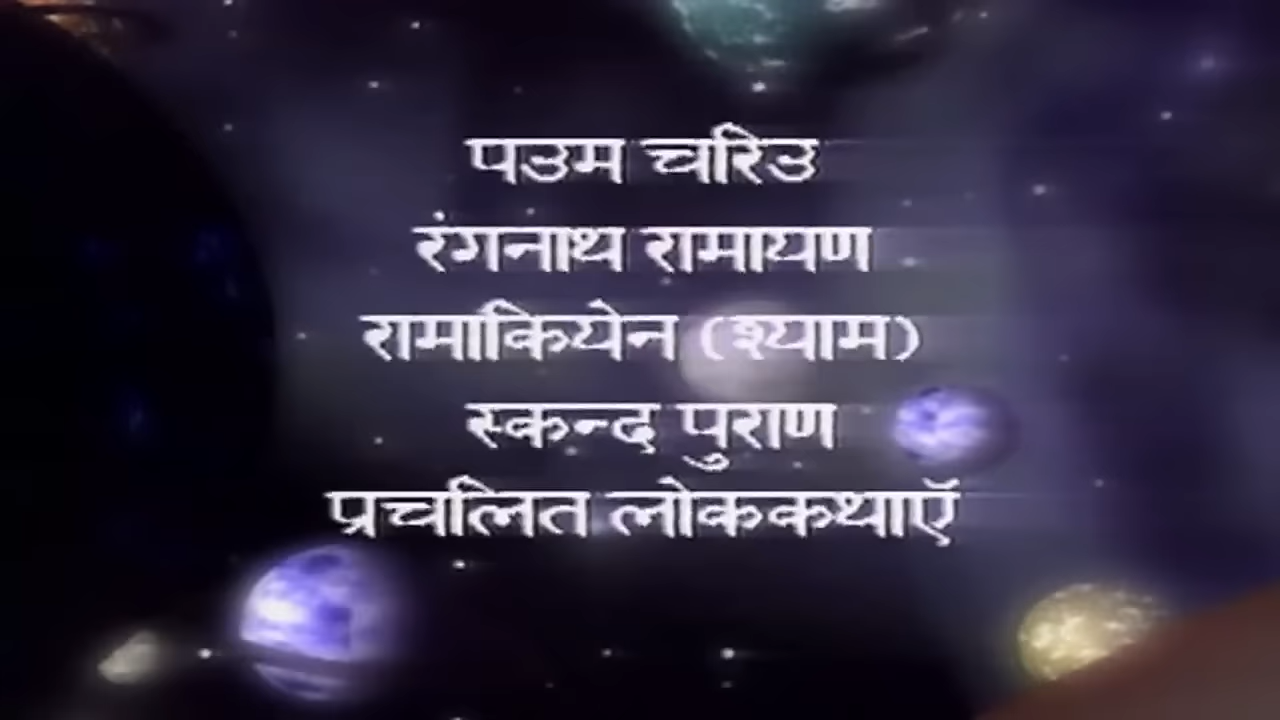 पउम चरिउ
रंगनाथ रामायण
रामाकियेन (श्याम)
स्कन्द पुराण
प्रचलित लोककथाएॅ